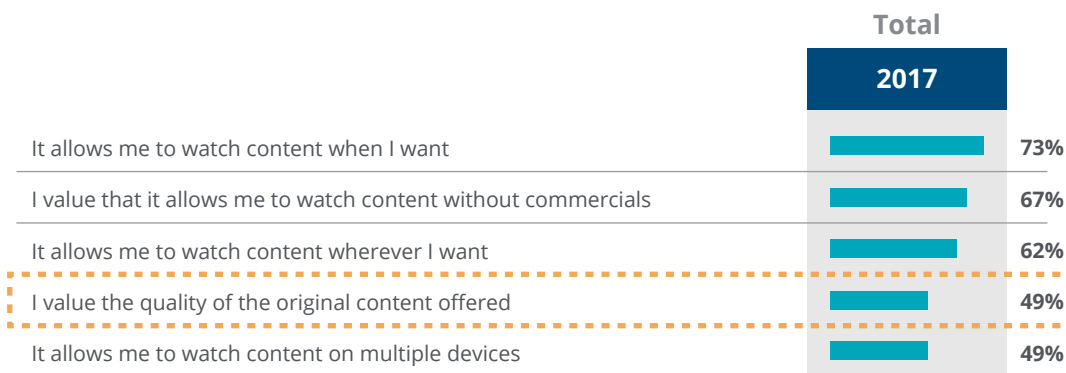 Total
2017
It allows me to watch content when I want 73%
I value that it allows me to watch content without commercials 67%
It allows me to watch content wherever I want 62%
I value the quality of the original content offered 49%
It allows me to watch content on multiple devices 49%